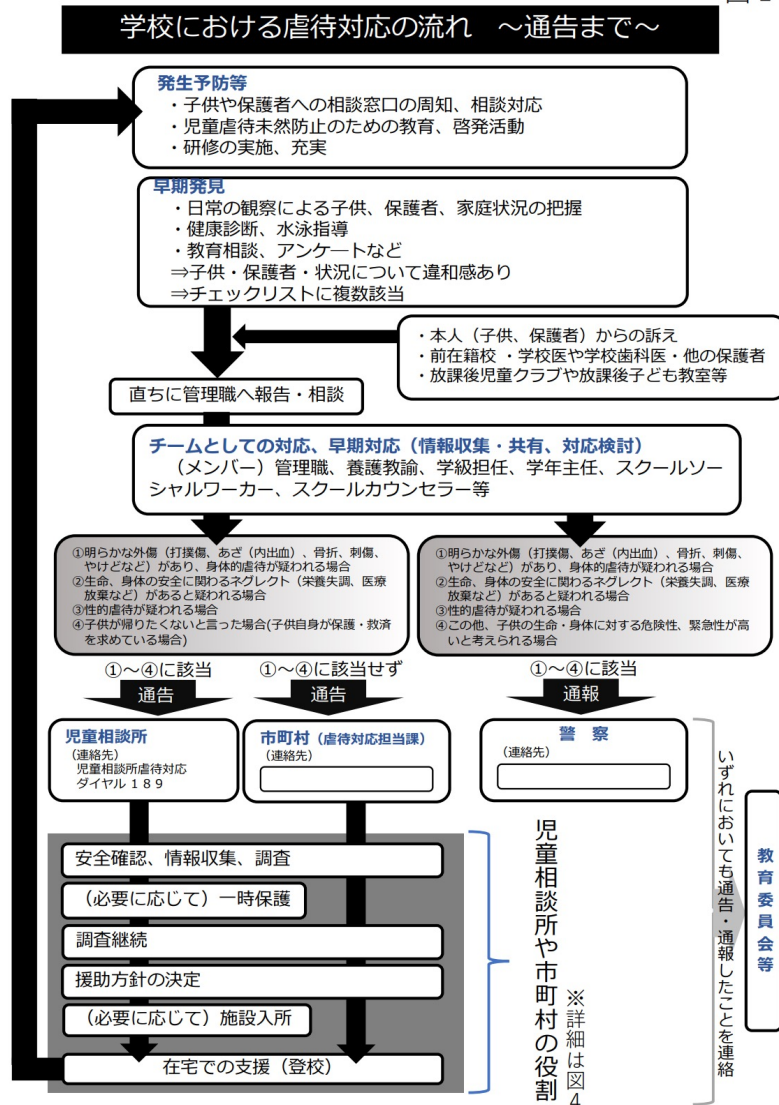 学校における虐待対応の流れ ~通告まで~
発生予防等
・子供や保護者への相談窓口の周知、相談対応
・児童虐待未然防止のための教育、啓発活動
・研修の実施、充実
早期発見
・日常の観察による子供、保護者、家庭状況の把握
・健康診断、水泳指導
・教育相談、アンケートなど
⇒子供・保護者・状況について違和感あり
⇒チェックリストに複数該当
・本人（子供、保護者）からの訴え
・前在籍校 ・学校医や学校歯科医・他の保護者
・放課後児童クラブや放課後子ども教室等
直ちに管理職へ報告・相談
チームとしての対応、早期対応（情報収集・共有、対応検討）
（メンバー）管理職、養護教諭、学級担任、学年主任、スクールソー
シャルワーカー、スクールカウンセラー等
①明らかな外傷（打撲傷、あざ（内出血）、骨折、刺傷、
やけどなど）があり、身体的虐待が疑われる場合
②生命、身体の安全に関わるネグレクト（栄養失調、医療
放棄など）があると疑われる場合
③性的虐待が疑われる場合
④子供が帰りたくないと言った場合(子供自身が保護・救済
を求めている場合)
①明らかな外傷（打撲傷、あざ（内出血）、骨折、刺傷、
やけどなど）があり、身体的虐待が疑われる場合
②生命、身体の安全に関わるネグレクト（栄養失調、医療
放棄など）があると疑われる場合
③性的虐待が疑われる場合
④この他、子供の生命・身体に対する危険性、緊急性が高
いと考えられる場合
①～④に該当
①～④に該当せず
①～④に該当
通告
通告
通報
児童相談所
（連絡先）
児童相談所虐待対応
ダイヤル１８９
市町村（虐待対応担当課）
（連絡先）
警 察
（連絡先）
安全確認、情報収集、調査
（必要に応じて）一時保護
調査継続
援助方針の決定
（必要に応じて）施設入所
在宅での支援（登校）
児童相談所や市町村の役割
※詳細は図4
いずれにおいても通告・通報したことを連絡
教育委員会等